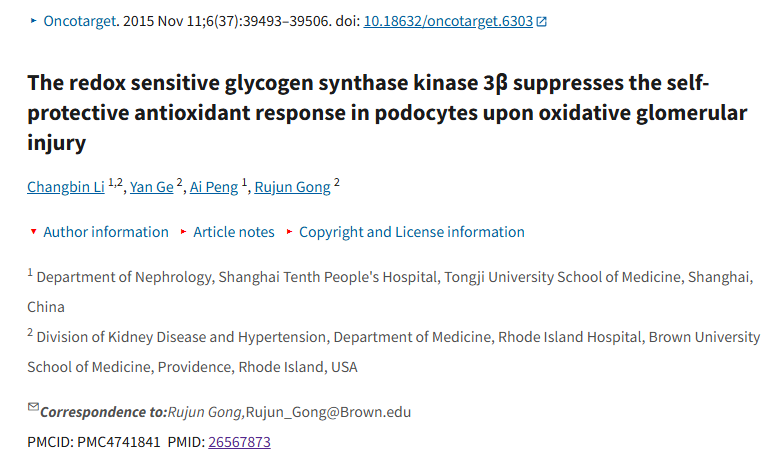 Oncotarget. 2015 Nov 11;6(37):39493–39506. doi: 10.18632/oncotarget.6303
The redox sensitive glycogen synthase kinase 3β suppresses the self-
protective antioxidant response in podocytes upon oxidative glomerular
injury
Changbin Li 1,2, Yan Ge 2, Ai Peng 1, Rujun Gong 2
Author information Article notes Copyright and License information
1 Department of Nephrology, Shanghai Tenth People's Hospital, Tongji University School of Medicine, Shanghai,
China
2 Division of Kidney Disease and Hypertension, Department of Medicine, Rhode Island Hospital, Brown University
School of Medicine, Providence, Rhode Island, USA
Correspondence to:Rujun Gong,Rujun_Gong@Brown.edu
PMCID: PMC4741841 PMID: 26567873